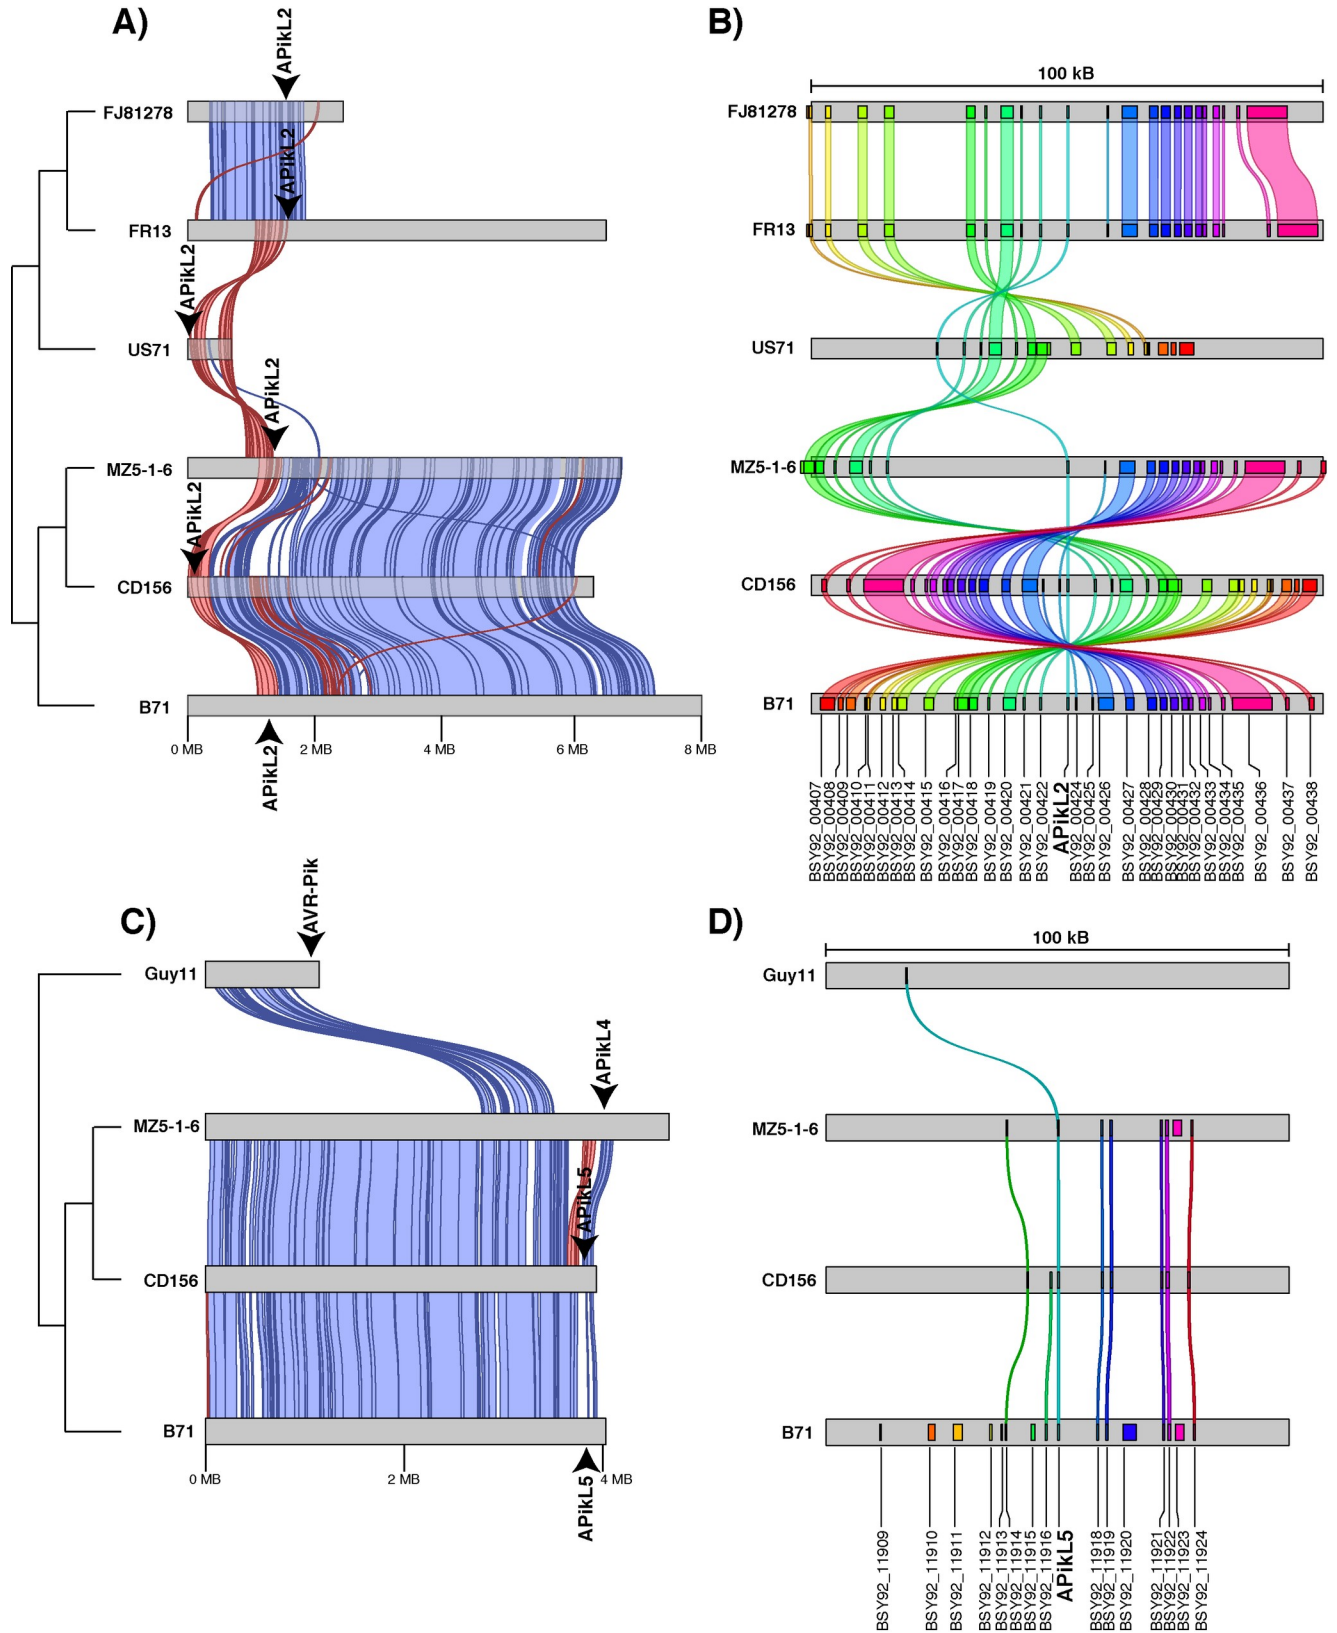 A)
APikL2
FJ81278
APikL2
FR13
APikL2
US71
APikL2
MZ5-1-6
APikL2
CD156
B71
0 MB
2 MB
4 MB
6 MB
8 MB
APikL2
B)
100 kB
FJ81278
FR13
US71
MZ5-1-6
CD156
B71
BSY92_00407
BSY92_00408
BSY92_00409
BSY92_00410
BSY92_00411
BSY92_00412
BSY92_00413
BSY92_00414
BSY92_00415
BSY92_00416
BSY92_00417
BSY92_00418
BSY92_00419
BSY92_00420
BSY92_00421
BSY92_00422
APikL2
BSY92_00424
BSY92_00425
BSY92_00426
BSY92_00427
BSY92_00428
BSY92_00429
BSY92_00430
BSY92_00431
BSY92_00432
BSY92_00433
BSY92_00434
BSY92_00435
BSY92_00436
BSY92_00437
BSY92_00438
C)
AVR-Pik
Guy11
APikL4
MZ5-1-6
APikL5
CD156
B71
0 MB
2 MB
4 MB
APikL5
D)
100 kB
Guy11
MZ5-1-6
CD156
B71
BSY92_11909
BSY92_11910
BSY92_11911
BSY92_11912
BSY92_11913
BSY92_11914
BSY92_11915
BSY92_11916
APikL5
BSY92_11918
BSY92_11919
BSY92_11920
BSY92_11921
BSY92_11922
BSY92_11923
BSY92_11924